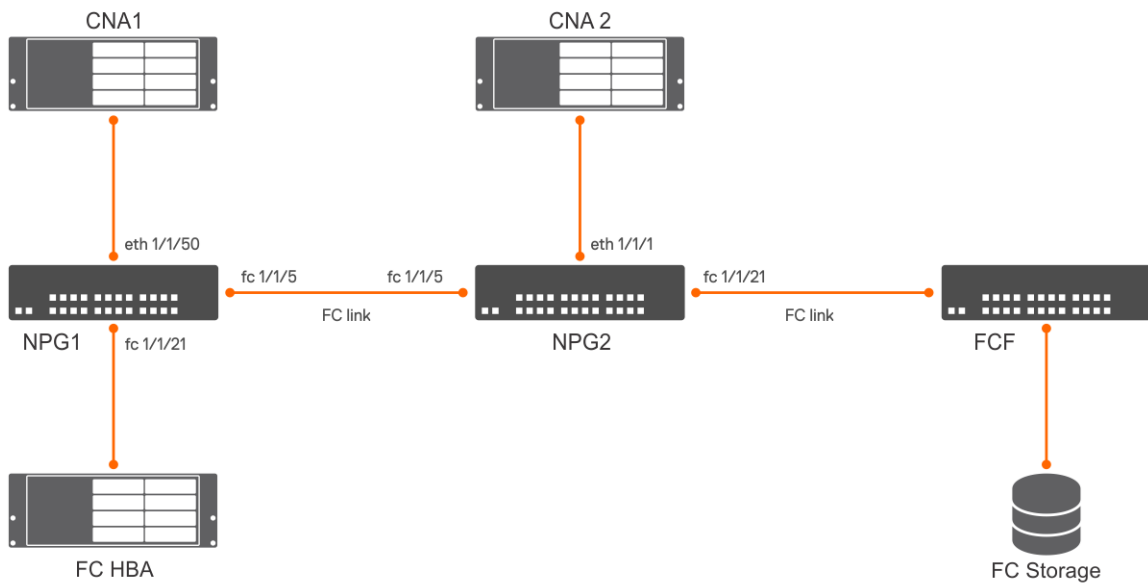 CNA1
CNA 2
eth 1/1/50
eth 1/1/1
fc 1/1/5
fc 1/1/5
fc 1/1/21
FC link
FC link
NPG1
fc 1/1/21
NPG2
FCF
FC HBA
FC Storage